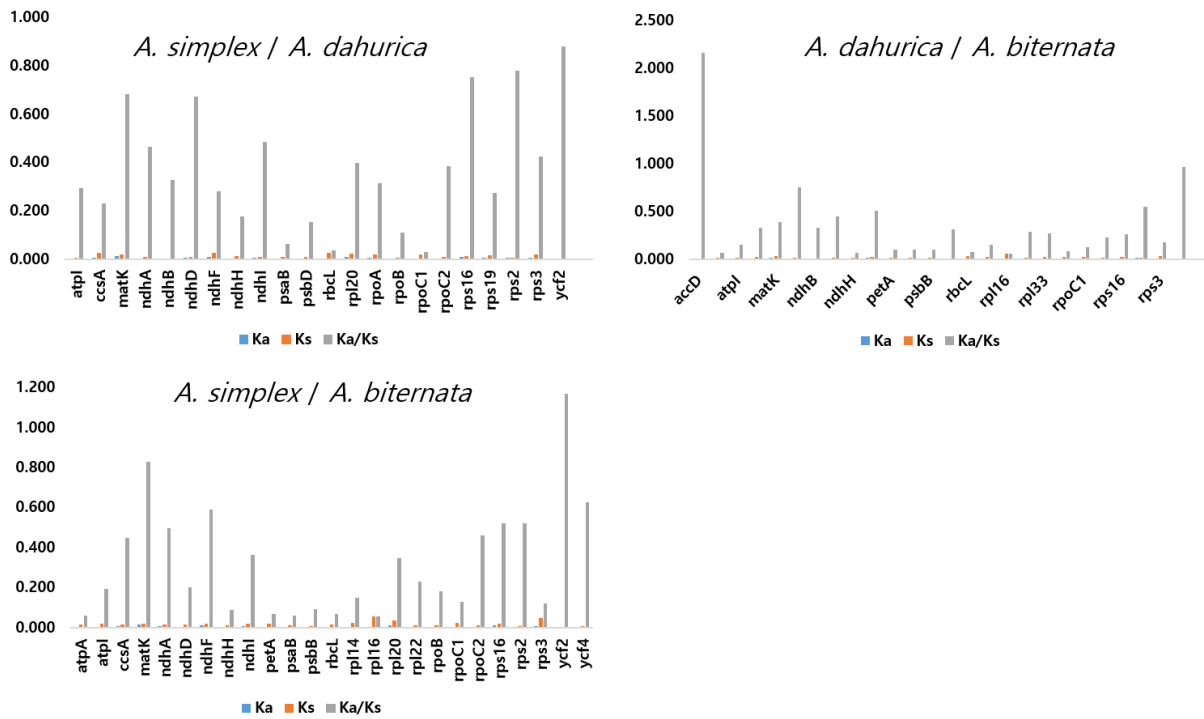 A. simplex / A. dahurica
1.000
0.800
0.600
0.400
0.200
0.000
atpI ccsA matK ndhA ndhB ndhD ndhF ndhH ndhI psaB psbD rbcL rpl20 rpoA rpoB rpoC1 rpoC2 rps16 rps19 rps2 rps3 ycf2
Ka Ks Ka/Ks
A. dahurica / A. biternata
2.500
2.000
1.500
1.000
0.500
0.000
accD atpI matK ndhB ndhH petA psbB rbcL rpl16 rpl33 rpoC1 rps16 rps3
Ka Ks Ka/Ks
A. simplex / A. biternata
1.200
1.000
0.800
0.600
0.400
0.200
0.000
atpA atpI ccsA matK ndhA ndhD ndhF ndhH ndhI petA psaB psbB rbcL rpl14 rpl16 rpl20 rpl22 rpoB rpoC1 rpoC2 rps16 rps2 rps3 ycf2 ycf4
Ka Ks Ka/Ks